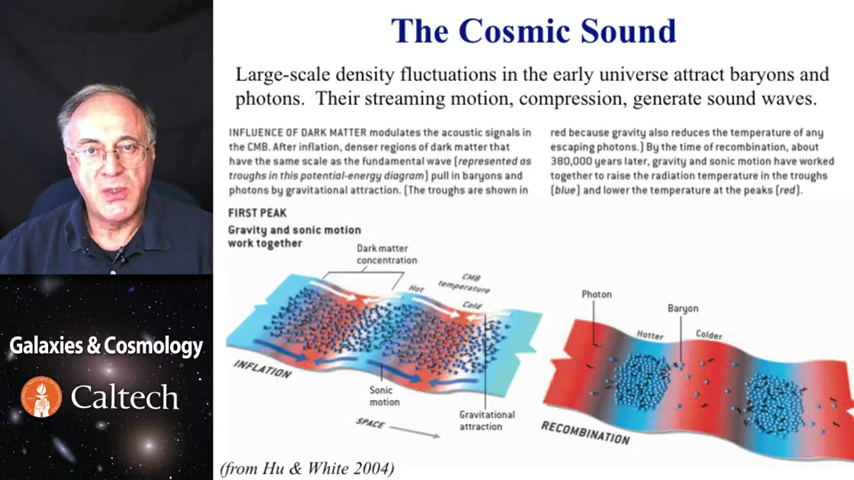 The Cosmic Sound
Large-scale density fluctuations in the early universe attract baryons and
photons. Their streaming motion, compression, generate sound waves.
INFLUENCE OF DARK MATTER modulates the acoustic signals in
the CMB. After inflation, denser regions of dark matter that
have the same scale as the fundamental wave (represented as
troughs in this potential-energy diagram) pull in baryons and
photons by gravitational attraction. (The troughs are shown in
red because gravity also reduces the temperature of any
escaping photons.) By the time of recombination, about
380,000 years later, gravity and sonic motion have worked
together to raise the radiation temperature in the troughs
(blue) and lower the temperature at the peaks (red).
FIRST PEAK
Gravity and sonic motion
work together
Dark matter
concentration
Hot
CMB
temperature
Cold
INFLATION
Sonic
motion
SPACE
Gravitational
attraction
Photon
Baryon
Hotter
Colder
RECOMBINATION
(from Hu & White 2004)
Galaxies & Cosmology
Caltech